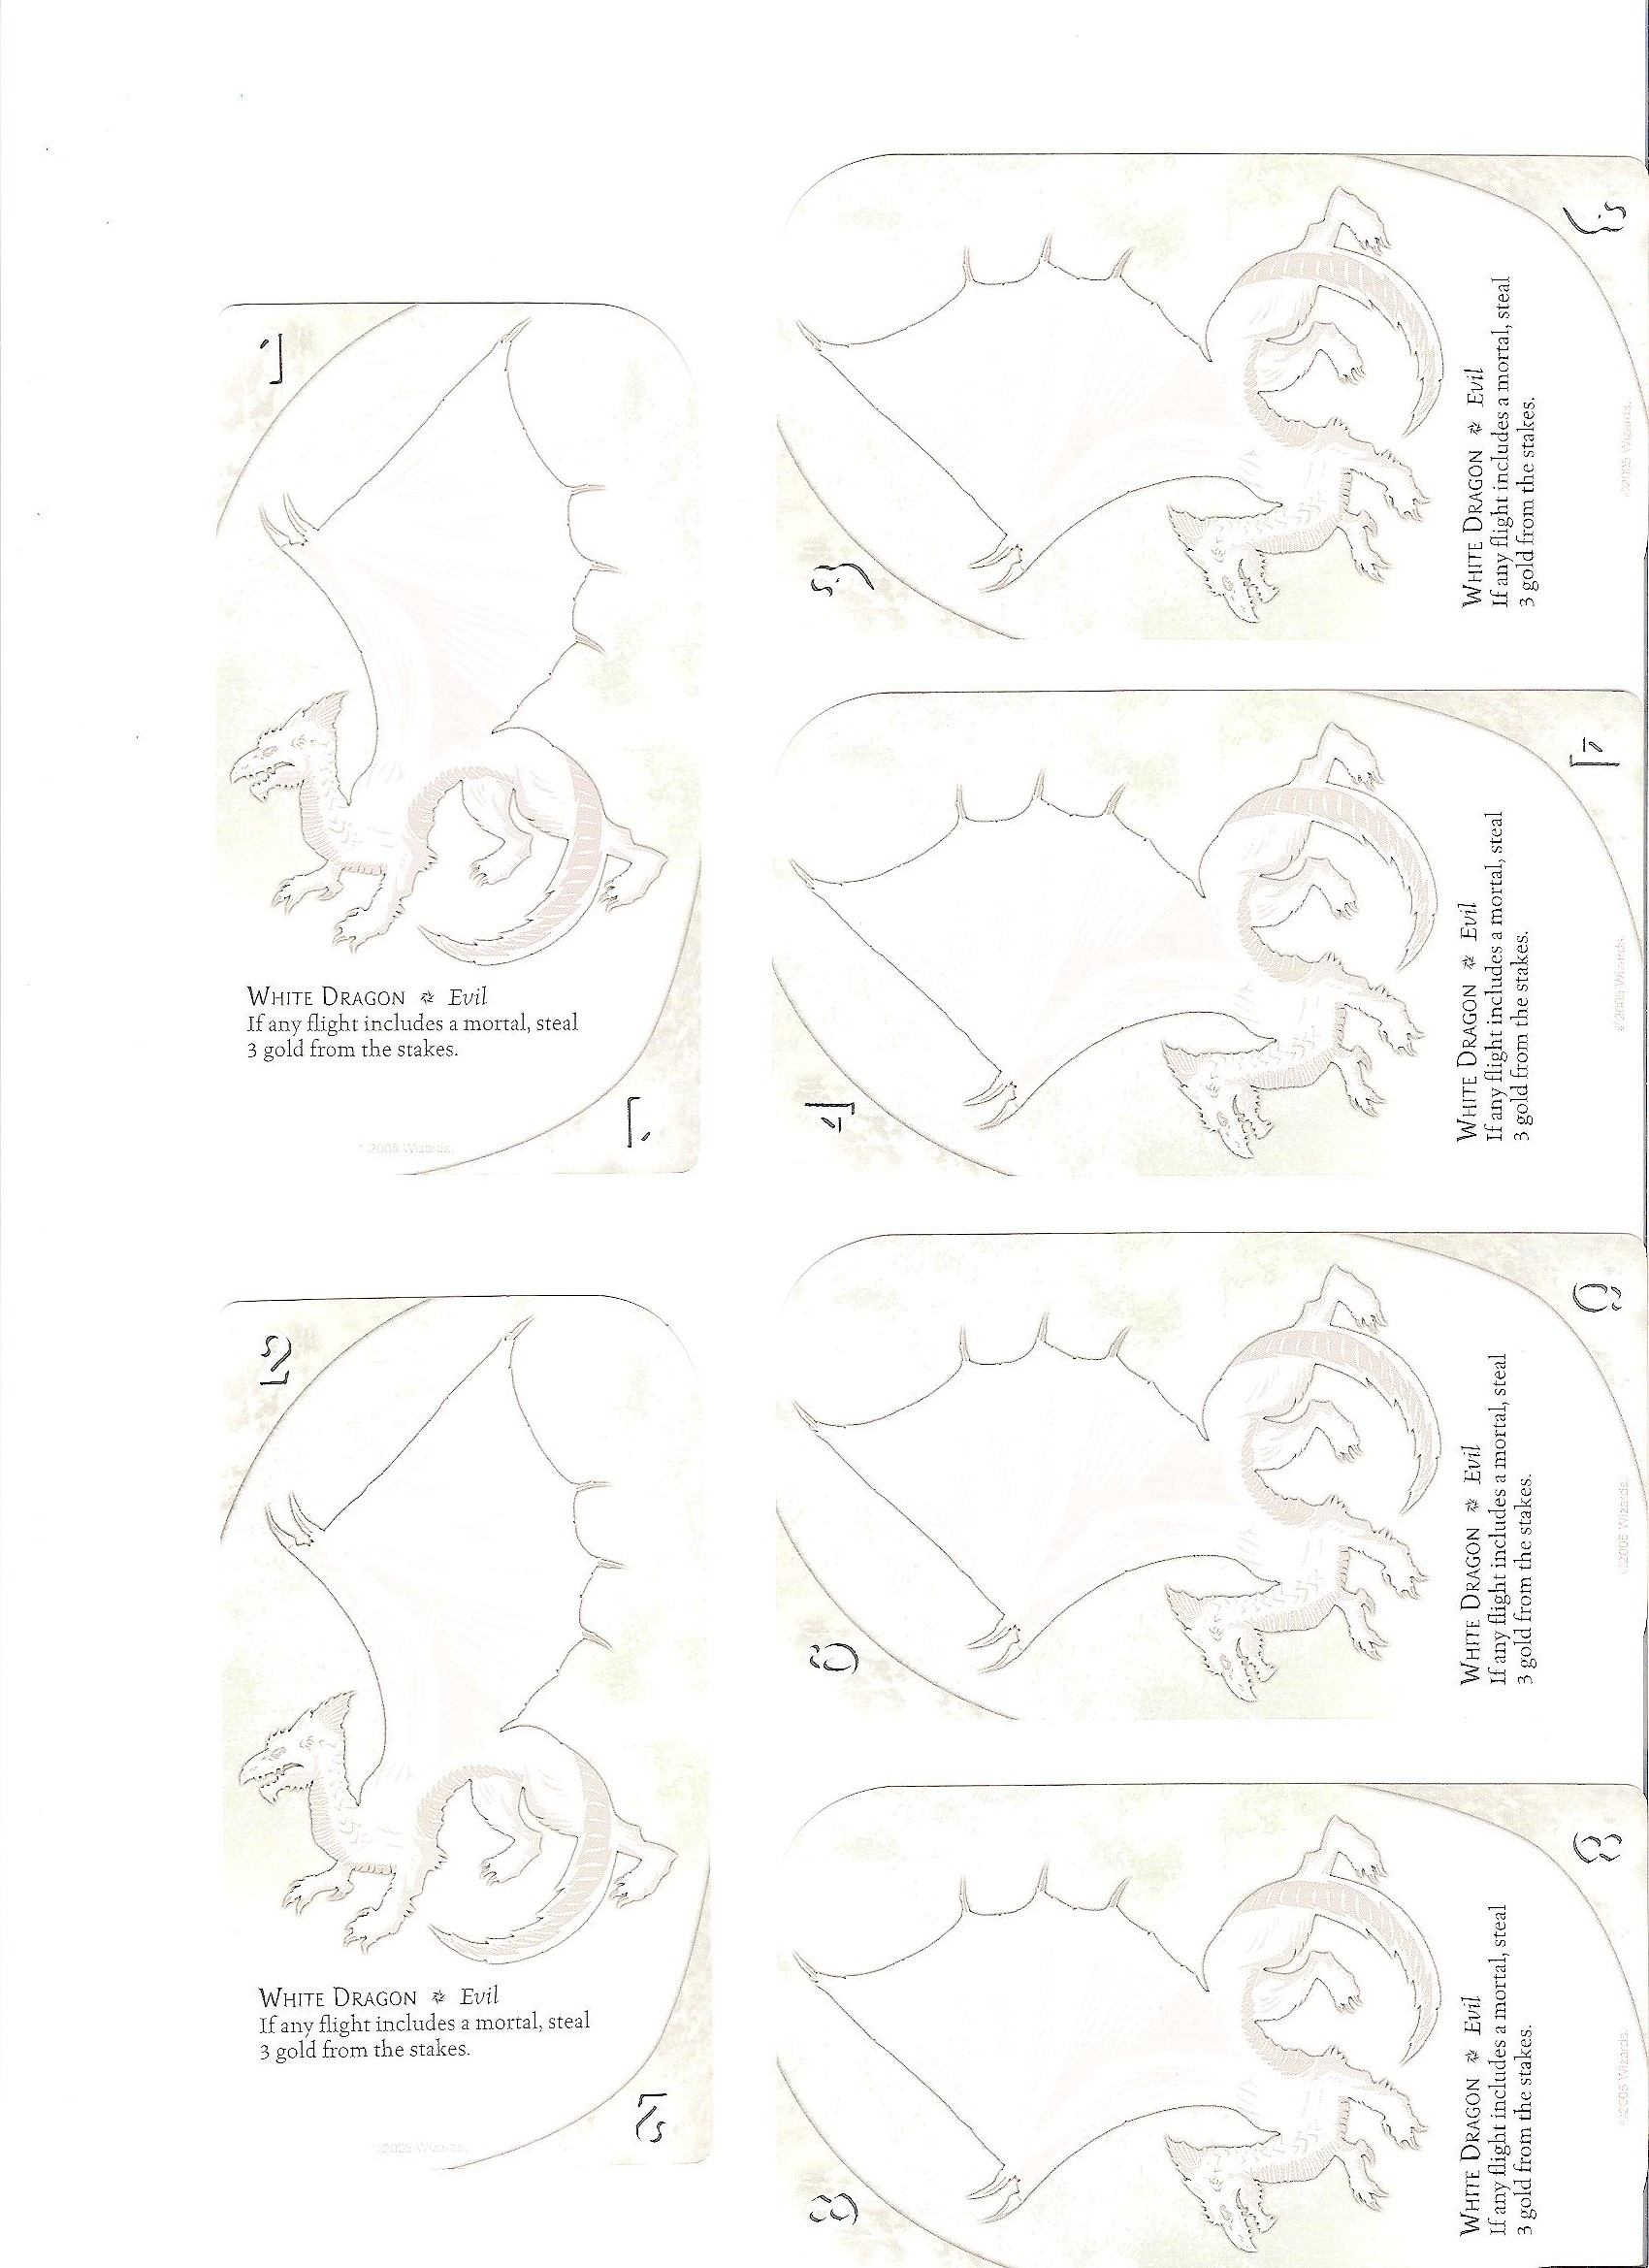 1
WHITE DRAGON Evil
If any flight includes a mortal, steal
3 gold from the stakes.
©2005 Wizards.
1
2
WHITE DRAGON Evil
If any flight includes a mortal, steal
3 gold from the stakes.
©2005 Wizards.
2
3
WHITE DRAGON Evil
If any flight includes a mortal, steal
3 gold from the stakes.
©2005 Wizards.
3
4
WHITE DRAGON Evil
If any flight includes a mortal, steal
3 gold from the stakes.
©2005 Wizards.
4
6
WHITE DRAGON Evil
If any flight includes a mortal, steal
3 gold from the stakes.
©2005 Wizards.
6
8
WHITE DRAGON Evil
If any flight includes a mortal, steal
3 gold from the stakes.
©2005 Wizards.
8